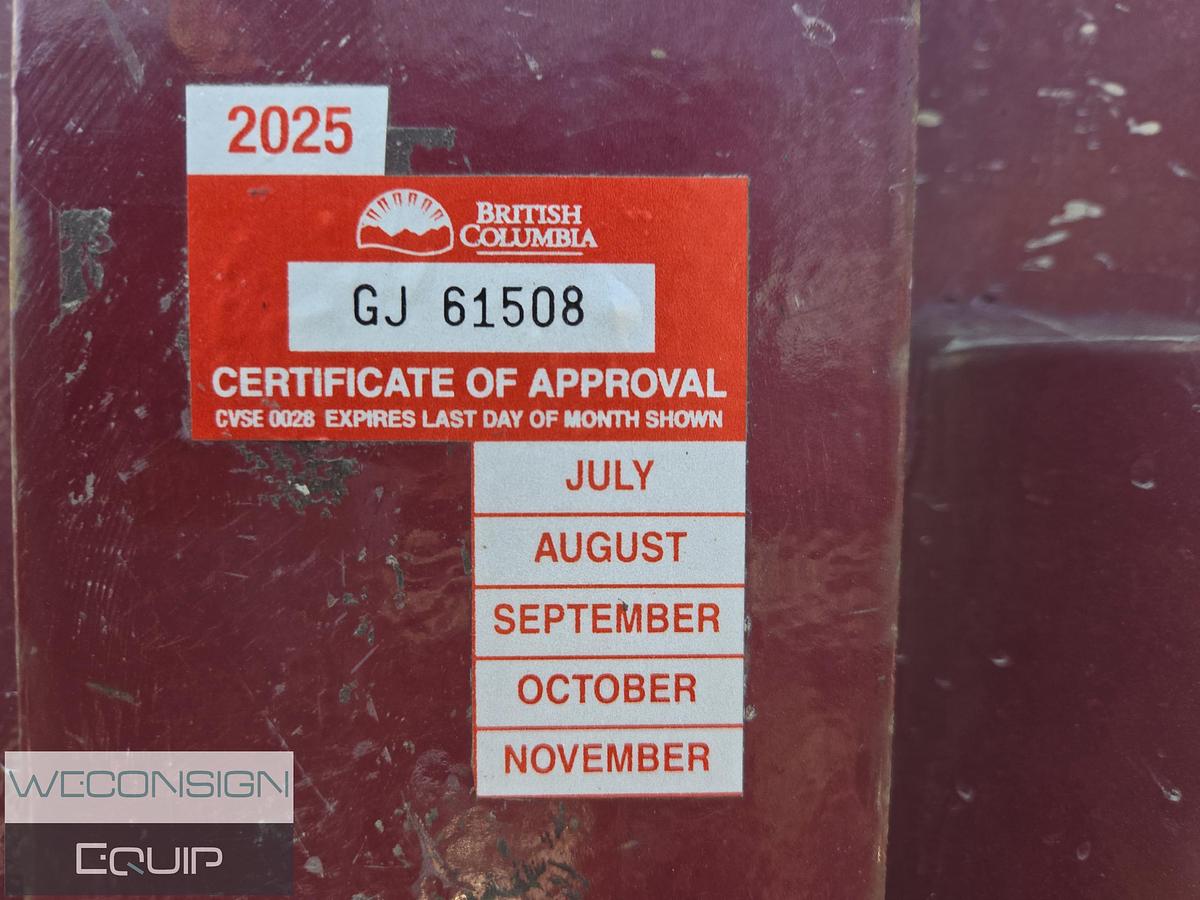 2025
BRITISH
COLUMBIA
GJ 61508
CERTIFICATE OF APPROVAL
CVSE 0028 EXPIRES LAST DAY OF MONTH SHOWN
JULY
AUGUST
SEPTEMBER
OCTOBER
NOVEMBER
WECONSIGN
EQUIP